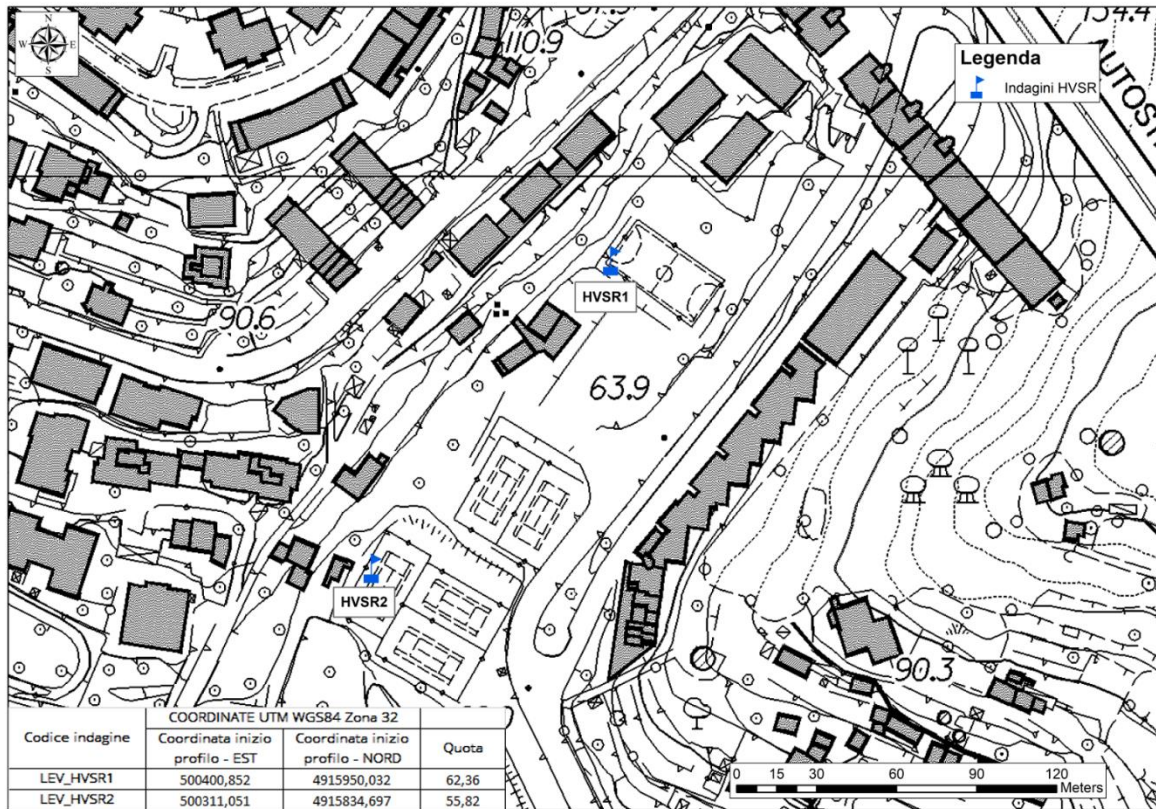 N
W E
S
110.9
134.4
AUTOST
Legenda
Indagini HVSR
90.6
HVSR1
63.9
HVSR2
90.3
COORDINATE UTM WGS84 Zona 32
Codice indagine
Coordinata inizio profilo - EST
Coordinata inizio profilo - NORD
Quota
LEV_HVSR1 500400,852 4915950,032 62,36
LEV_HVSR2 500311,051 4915834,697 55,82
0 15 30 60 90 120
Meters